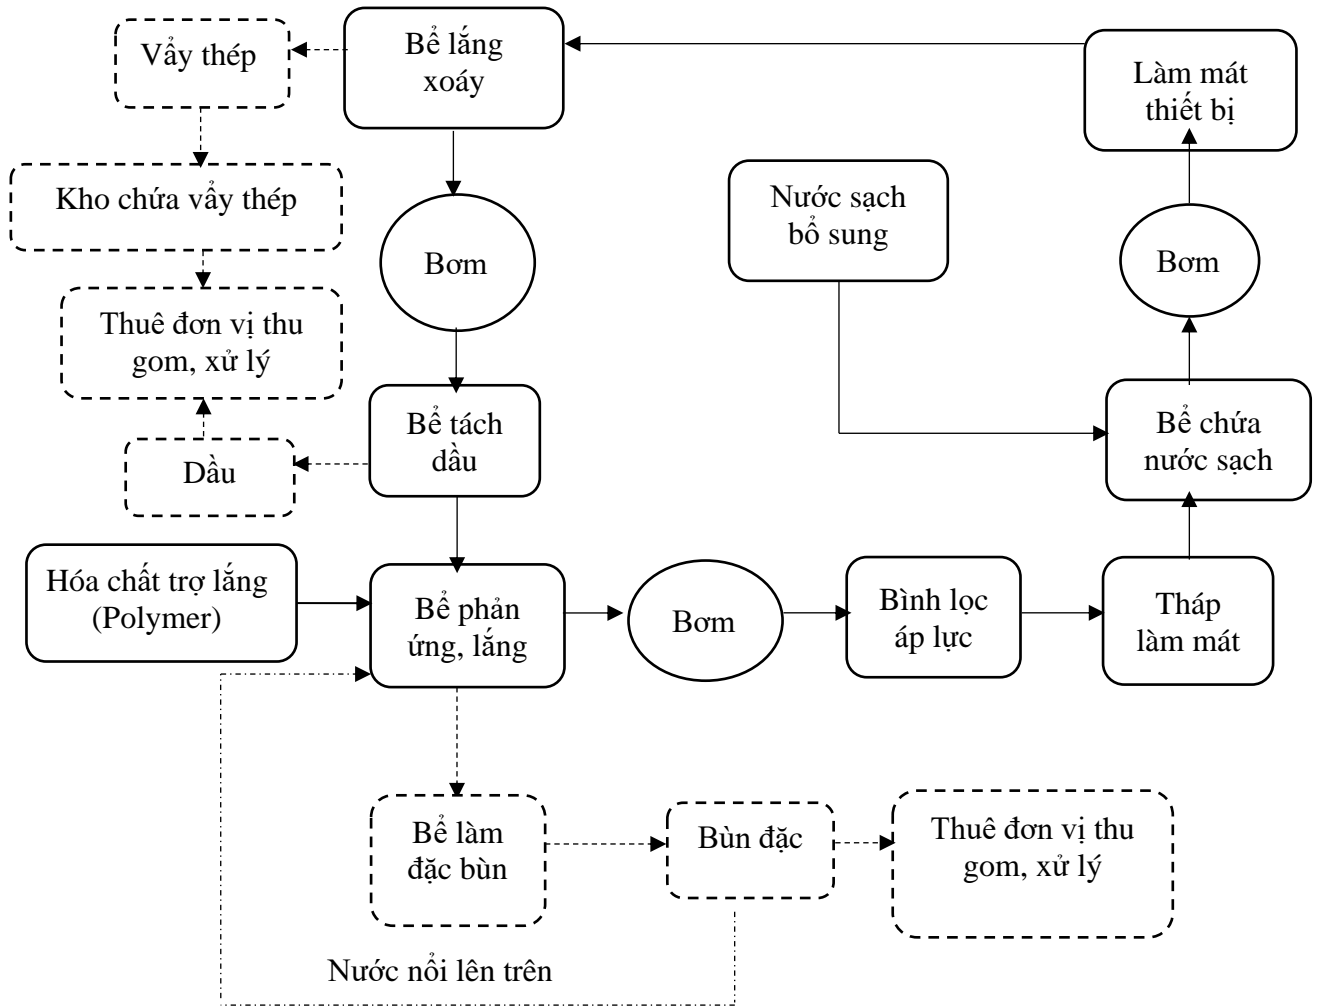 Vẩy thép
Bể lắng
xoáy
Làm mát
thiết bị
Kho chứa vẩy thép
Bơm
Nước sạch
bổ sung
Bơm
Thuê đơn vị thu
gom, xử lý
Bể tách
dầu
Bể chứa
nước sạch
Dầu
Hóa chất trợ lắng
(Polymer)
Bể phản
ứng, lắng
Bơm
Bình lọc
áp lực
Tháp
làm mát
Bể làm
đặc bùn
Bùn đặc
Thuê đơn vị thu
gom, xử lý
Nước nổi lên trên